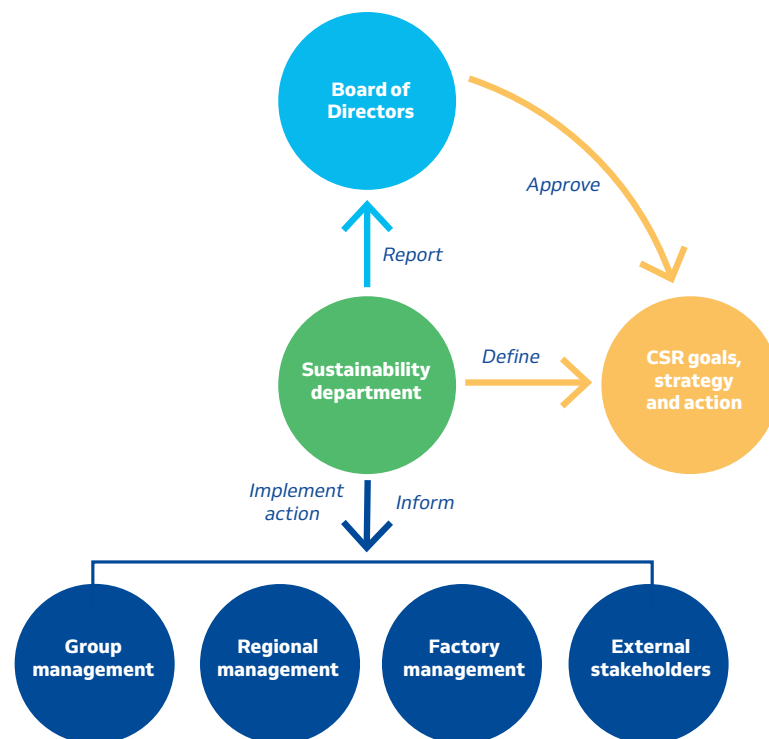 Board of
Directors
Approve
Report
Sustainability
department
Define
CSR goals,
strategy
and action
Implement
action
Inform
Group
management
Regional
management
Factory
management
External
stakeholders